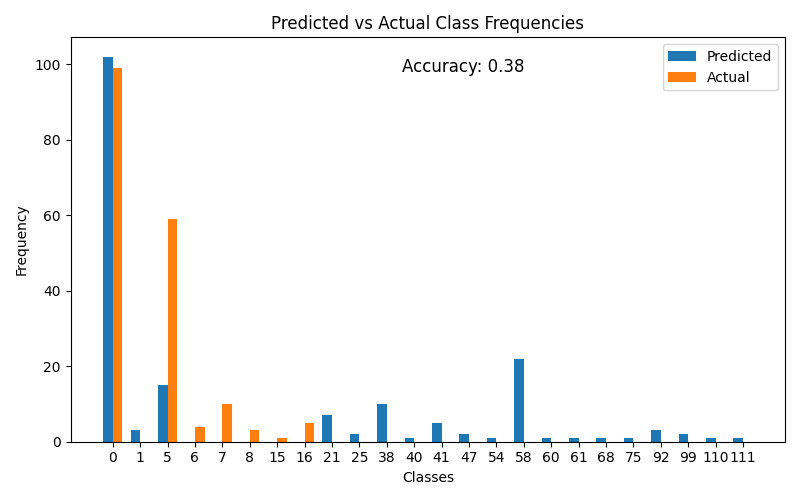 Predicted vs Actual Class Frequencies
Accuracy: 0.38
Predicted
Actual
Frequency
100
80
60
40
20
0
0 1 5 6 7 8 15 16 21 25 38 40 41 47 54 58 60 61 68 75 92 99 110 111
Classes